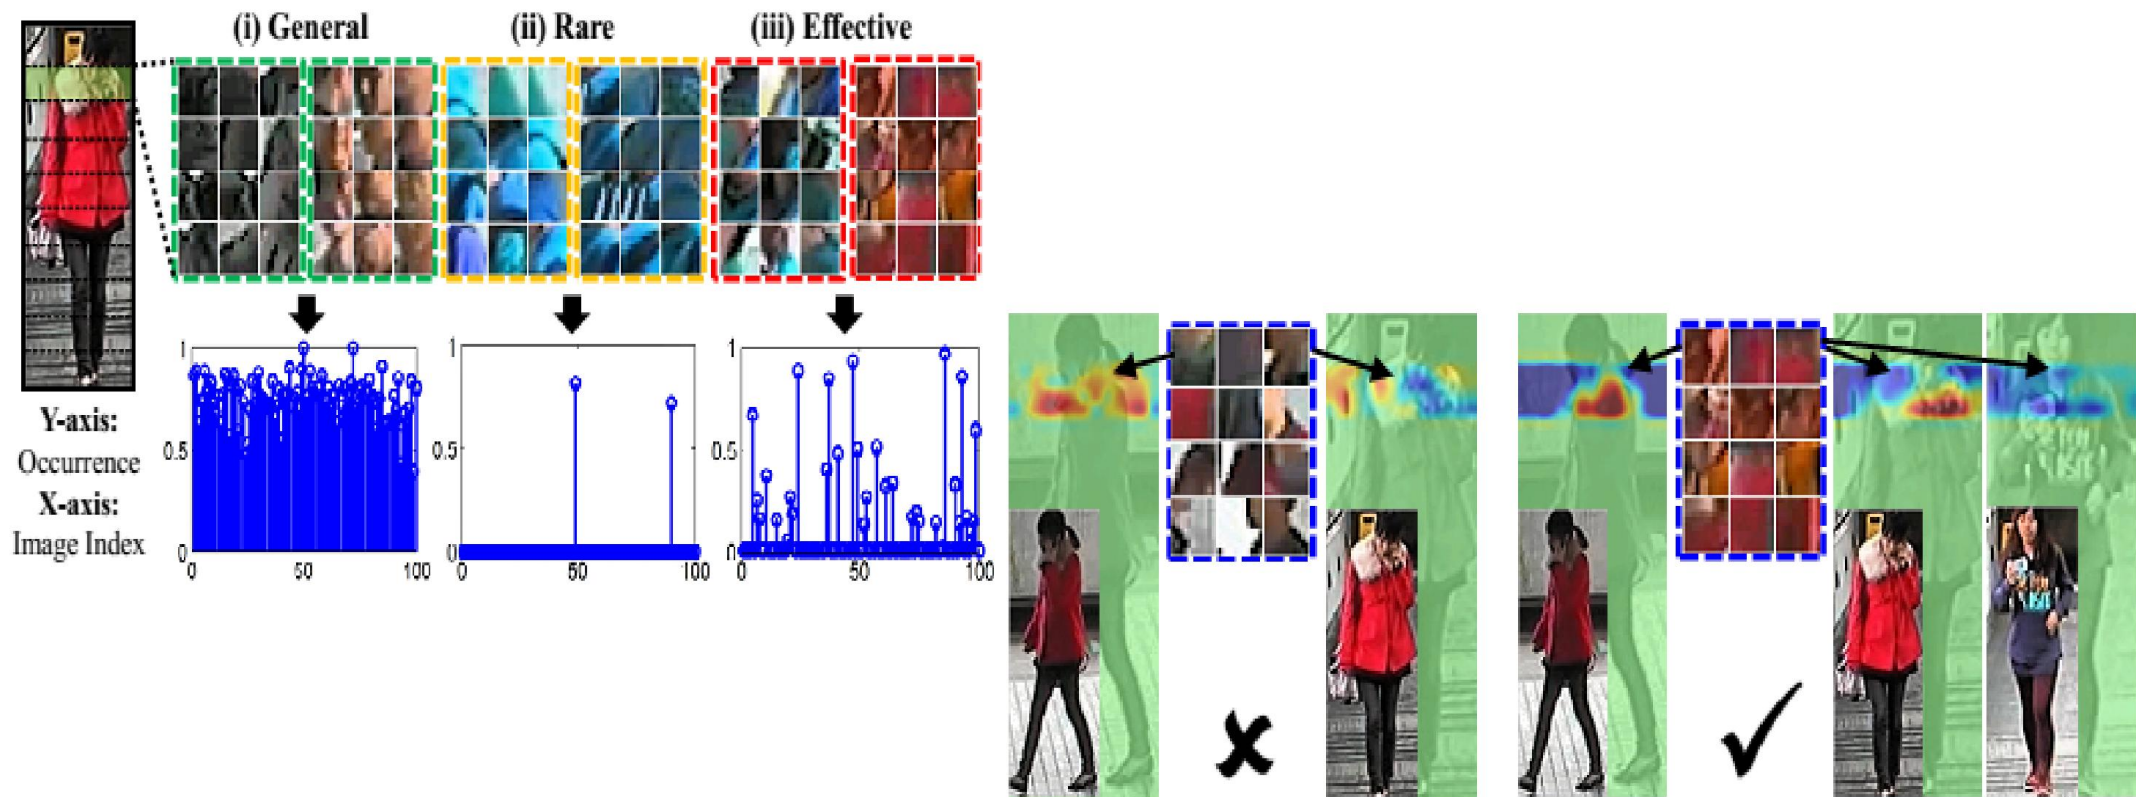 (i) General
(ii) Rare
(iii) Effective
Y-axis:
Occurrence
X-axis:
Image Index
1
0.5
0
0
50
100
1
0.5
0
0
50
100
1
0.5
0
0
50
100